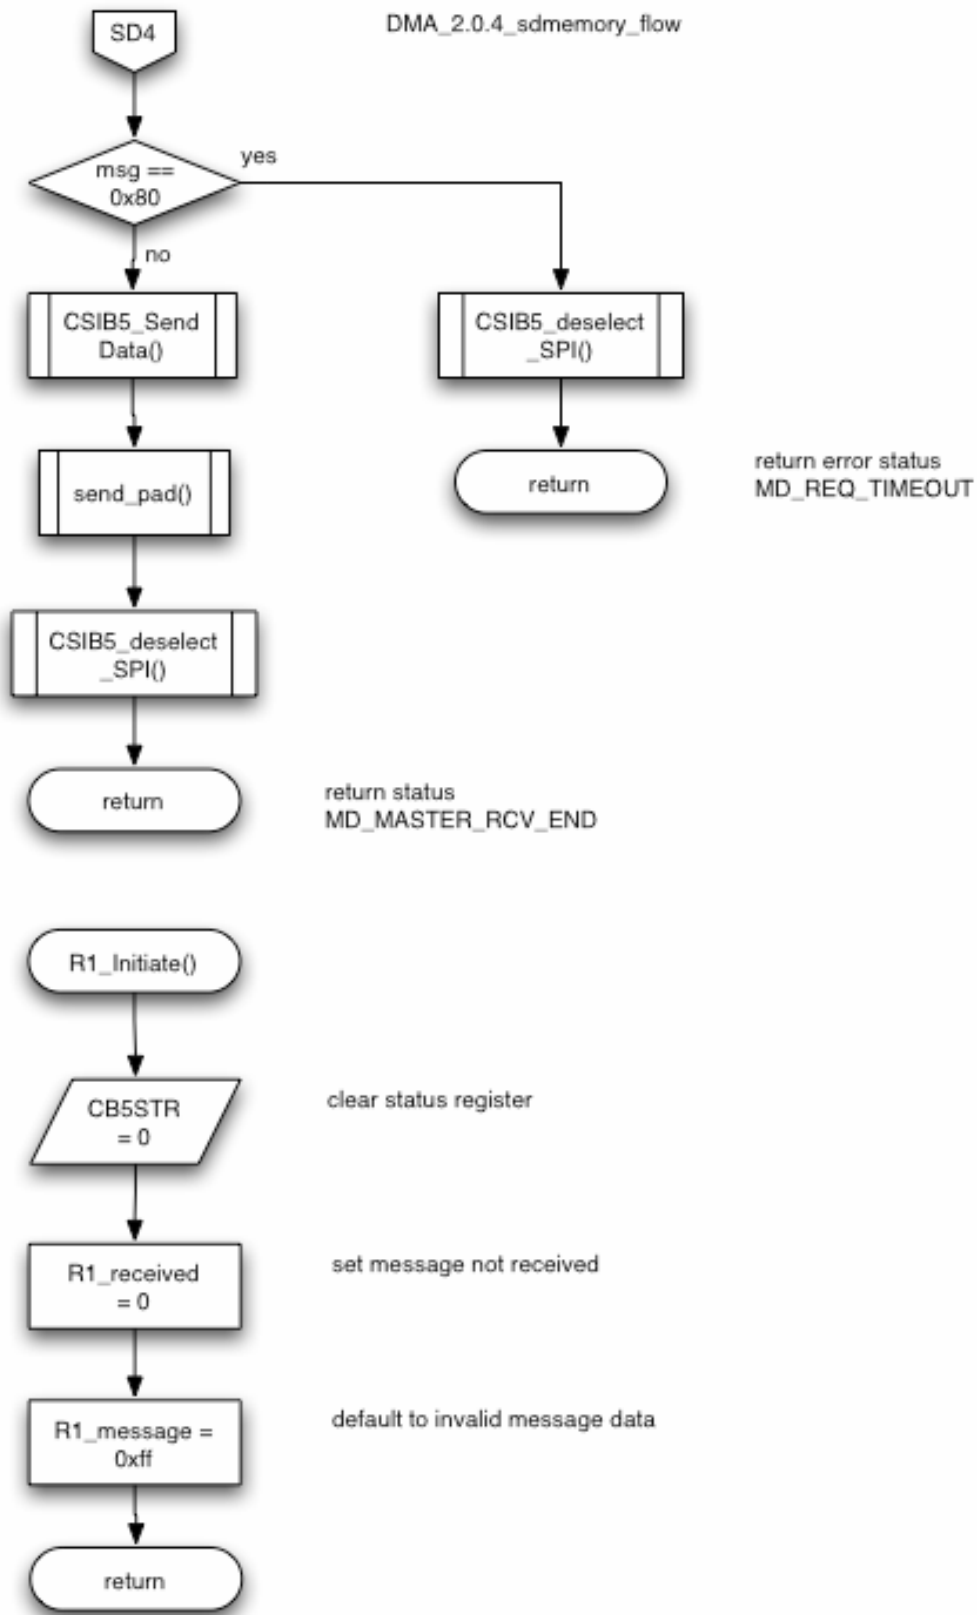 SD4
DMA_2.0.4_sdmemory_flow
msg ==
0x80
yes
no
CSIB5_Send
Data()
CSIB5_deselect
_SPI()
send_pad()
return
return error status
MD_REQ_TIMEOUT
CSIB5_deselect
_SPI()
return
return status
MD_MASTER_RCV_END
R1_Initiate()
CB5STR
= 0
clear status register
R1_received
= 0
set message not received
R1_message =
0xff
default to invalid message data
return